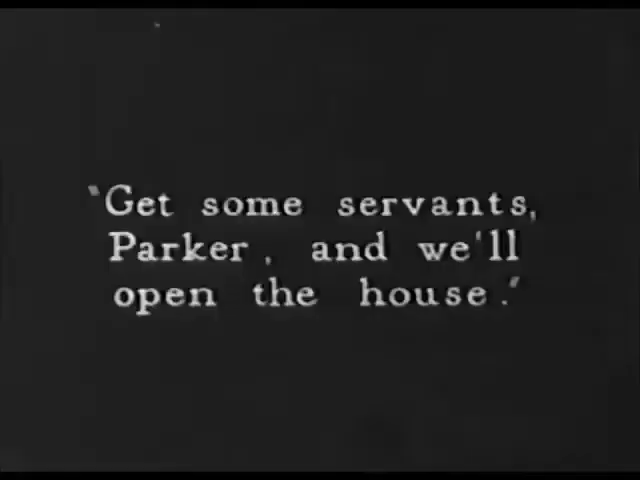 "Get some servants,
Parker, and we'll
open the house."